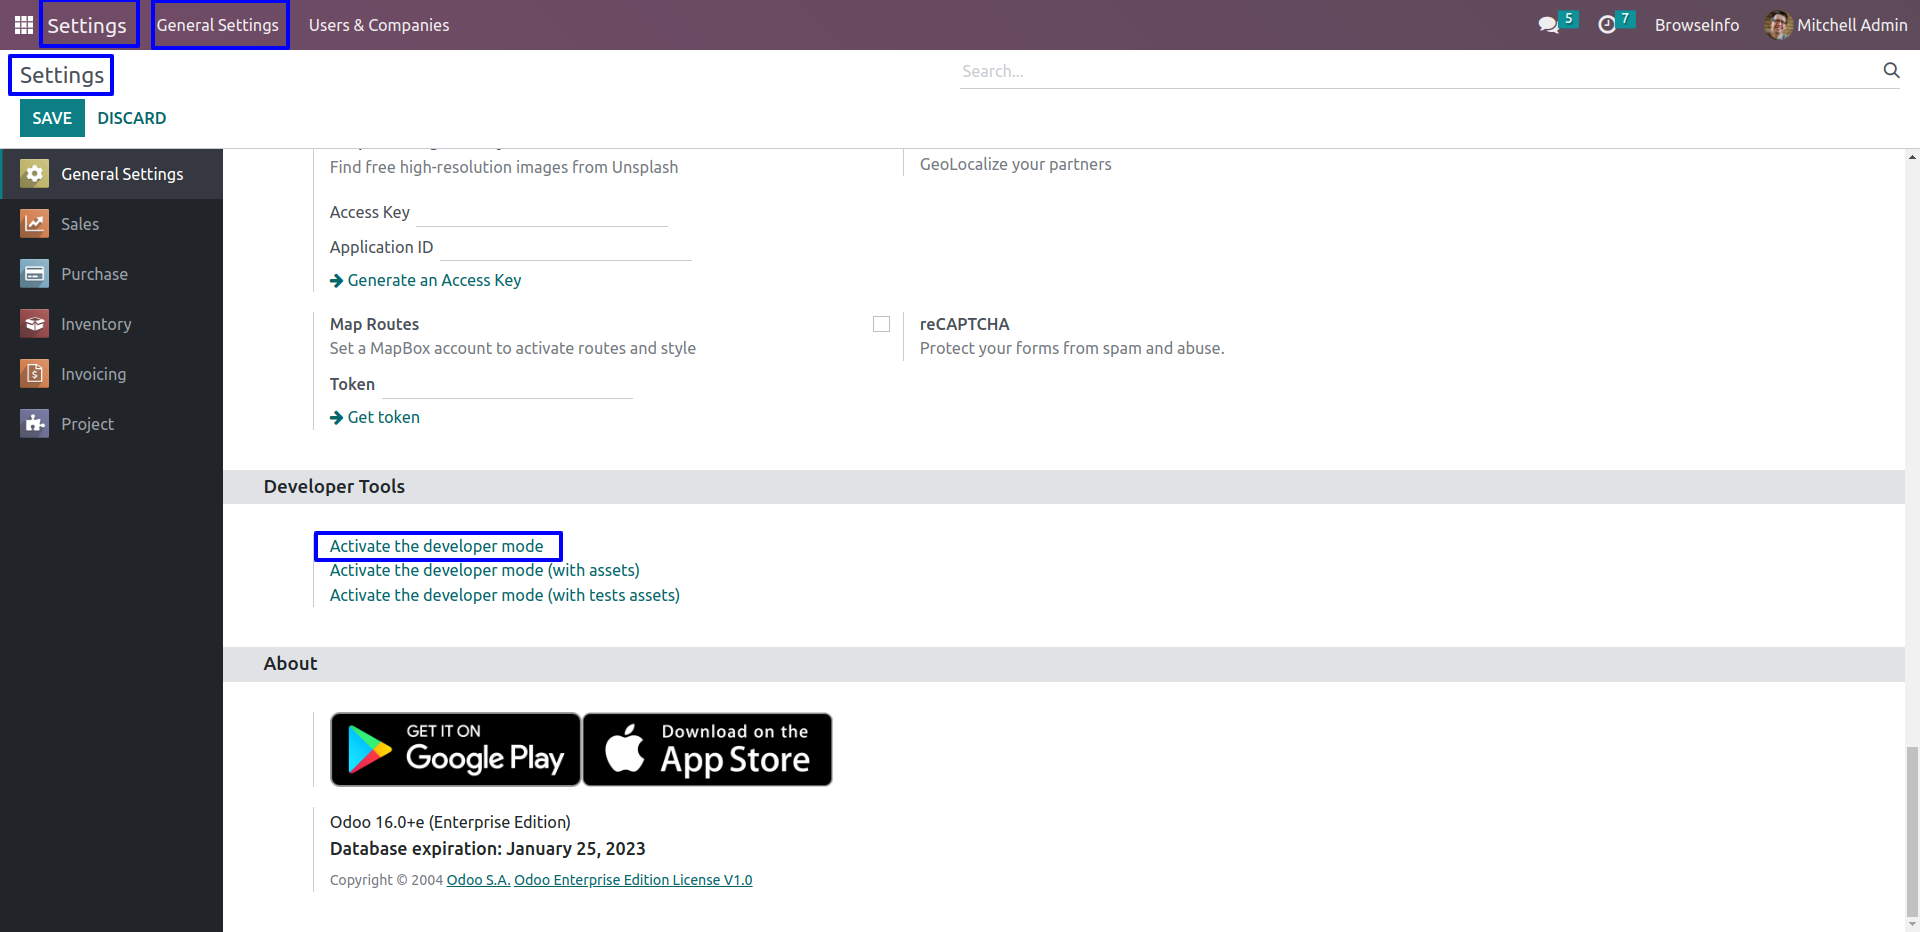 Settings General Settings Users & Companies 5 7 BrowseInfo Mitchell Admin
Settings Search...
SAVE DISCARD
General Settings
Sales
Purchase
Inventory
Invoicing
Project
Find free high-resolution images from Unsplash
GeoLocalize your partners
Access Key
Application ID
Generate an Access Key
Map Routes
Set a MapBox account to activate routes and style
Token
Get token
reCAPTCHA
Protect your forms from spam and abuse.
Developer Tools
Activate the developer mode
Activate the developer mode (with assets)
Activate the developer mode (with tests assets)
About
GET IT ON
Google Play
Download on the
App Store
Odoo 16.0+e (Enterprise Edition)
Database expiration: January 25, 2023
Copyright © 2004 Odoo S.A. Odoo Enterprise Edition License V1.0